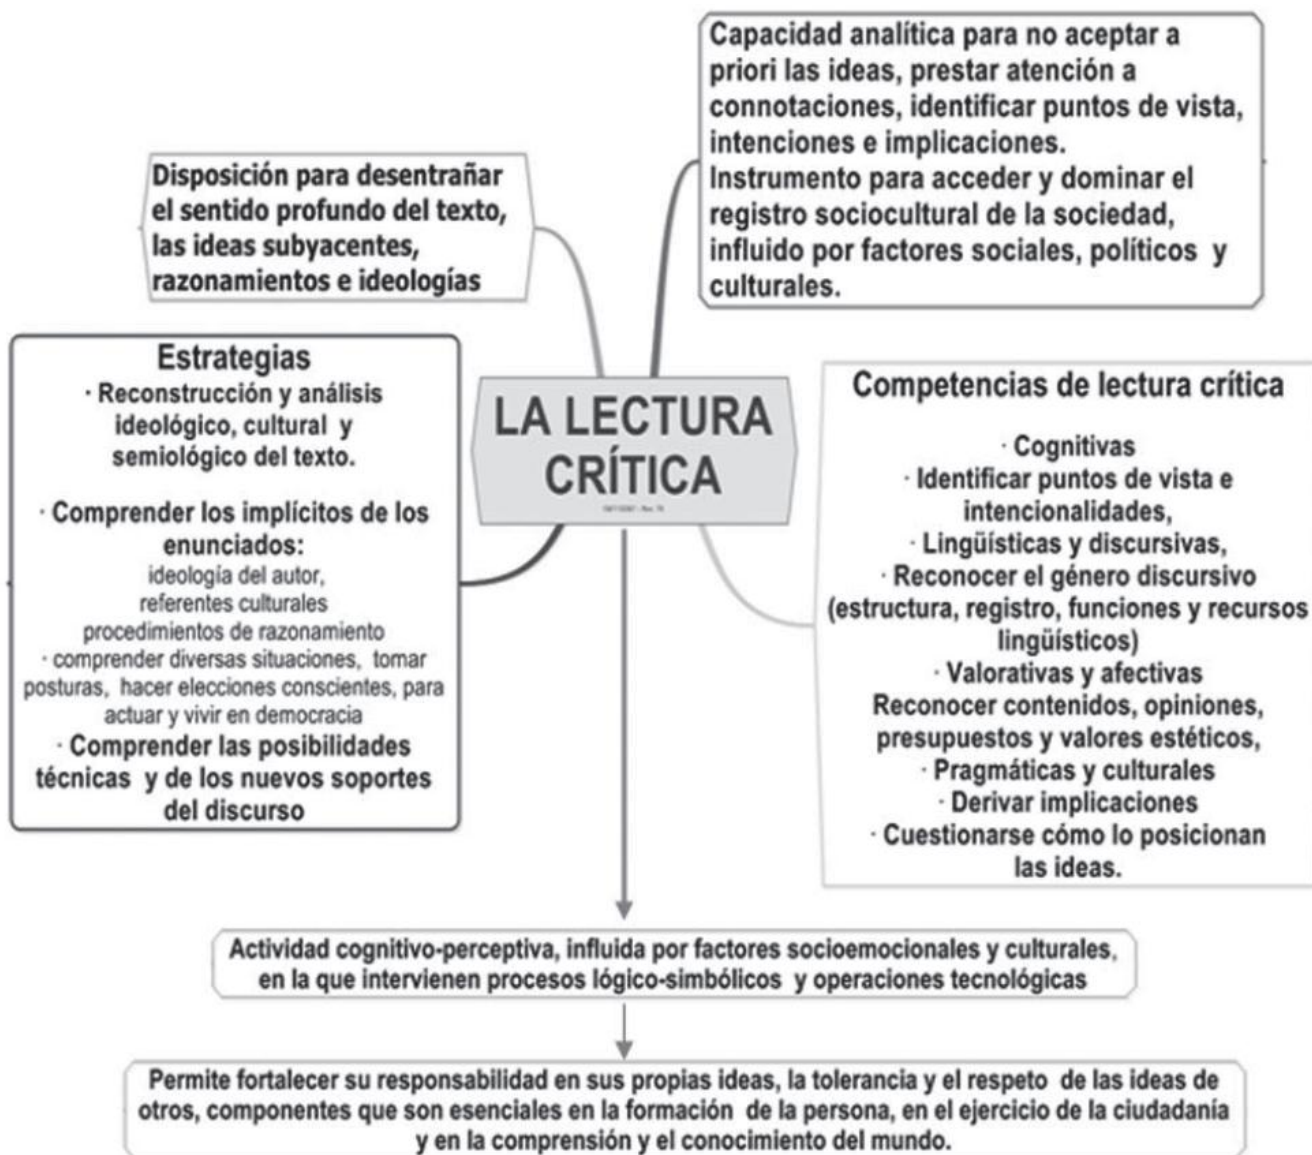 Capacidad analítica para no aceptar a
priori las ideas, prestar atención a
connotaciones, identificar puntos de vista,
intenciones e implicaciones.
Instrumento para acceder y dominar el
registro sociocultural de la sociedad,
influido por factores sociales, políticos y
culturales.
Disposición para desentrañar
el sentido profundo del texto,
las ideas subyacentes,
razonamientos e ideologías
LA LECTURA
CRÍTICA
Estrategias
· Reconstrucción y análisis
ideológico, cultural y
semiológico del texto.
· Comprender los implícitos de los
enunciados:
ideología del autor,
referentes culturales
procedimientos de razonamiento
· comprender diversas situaciones, tomar
posturas, hacer elecciones conscientes, para
actuar y vivir en democracia
· Comprender las posibilidades
técnicas y de los nuevos soportes
del discurso
Competencias de lectura crítica
· Cognitivas
· Identificar puntos de vista e
intencionalidades,
· Lingüísticas y discursivas,
· Reconocer el género discursivo
(estructura, registro, funciones y recursos
lingüísticos)
· Valorativas y afectivas
Reconocer contenidos, opiniones,
presupuestos y valores estéticos,
· Pragmáticas y culturales
· Derivar implicaciones
· Cuestionarse cómo lo posicionan
las ideas.
Actividad cognitivo-perceptiva, influida por factores socioemocionales y culturales,
en la que intervienen procesos lógico-simbólicos y operaciones tecnológicas
Permite fortalecer su responsabilidad en sus propias ideas, la tolerancia y el respeto de las ideas de
otros, componentes que son esenciales en la formación de la persona, en el ejercicio de la ciudadanía
y en la comprensión y el conocimiento del mundo.